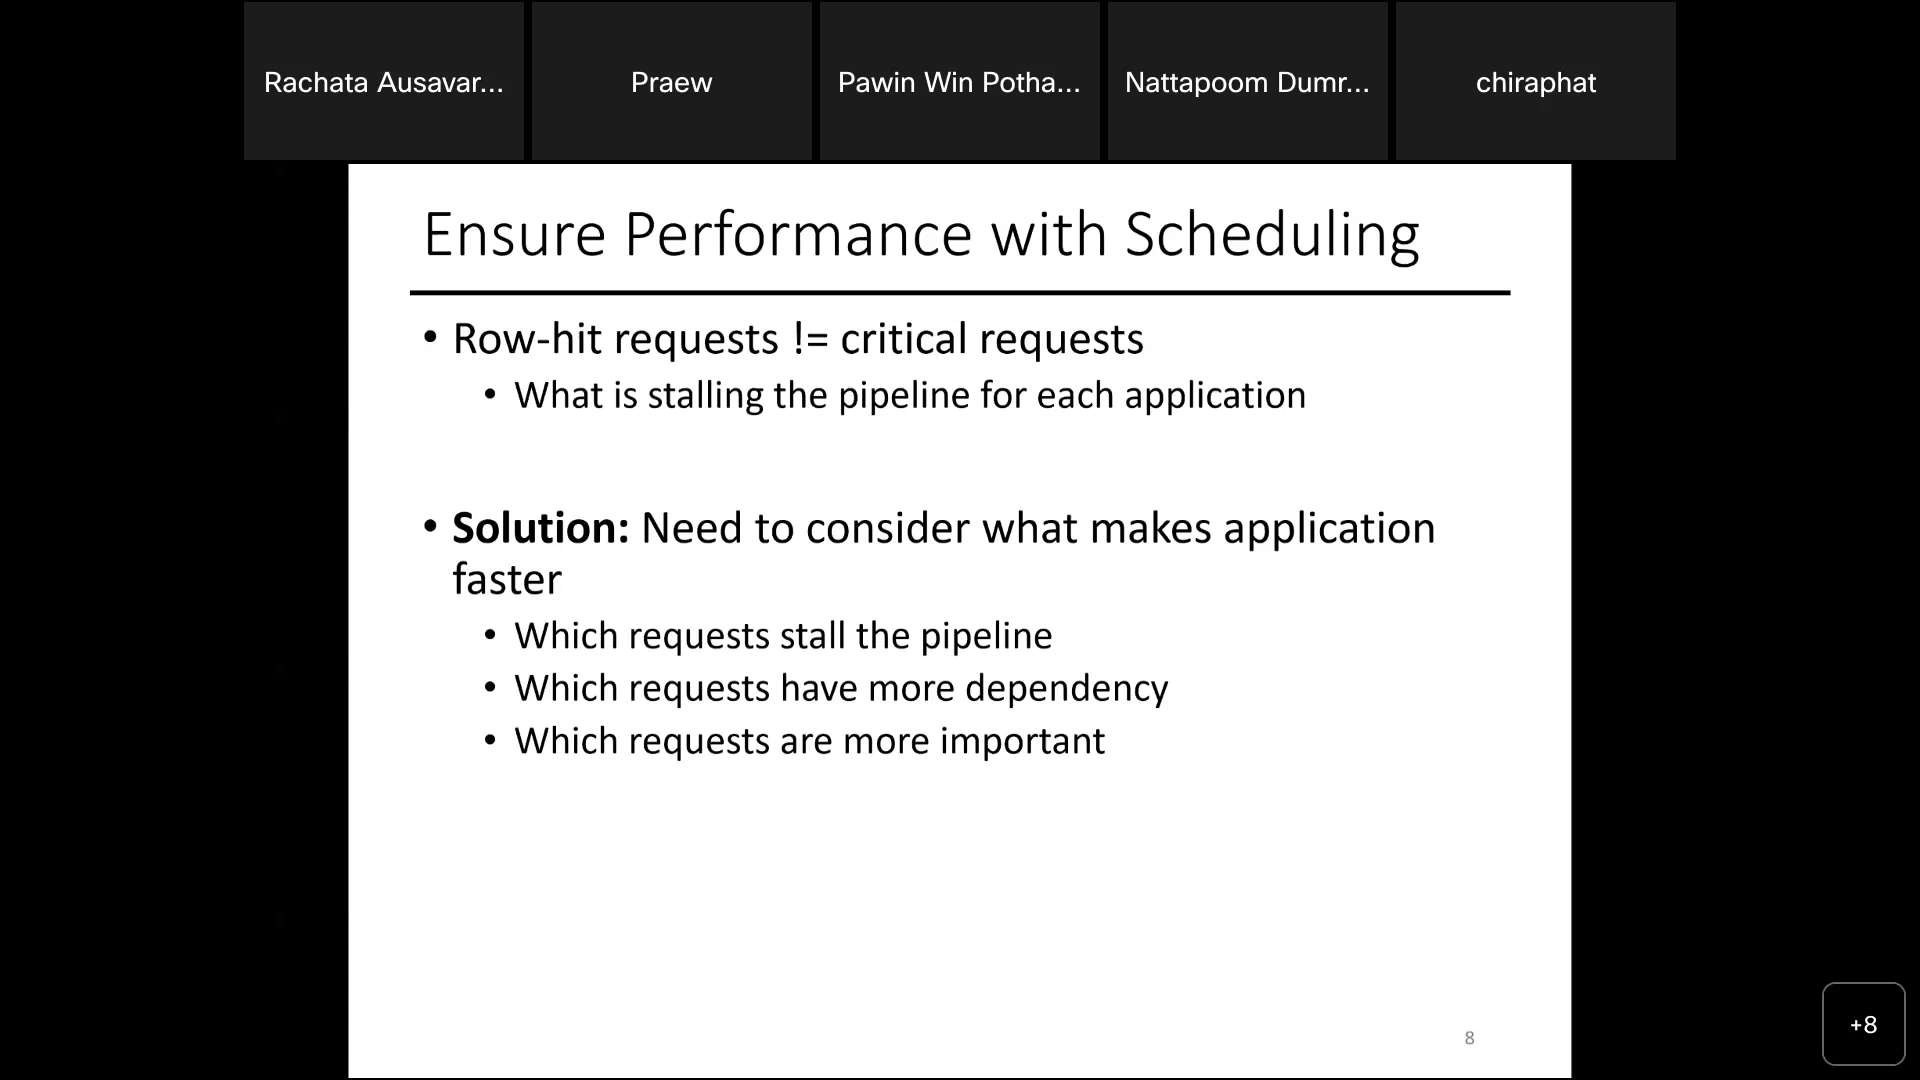 Rachata Ausavar...
Praew
Pawin Win Potha...
Nattapoom Dumr...
chiraphat
Ensure Performance with Scheduling
• Row-hit requests != critical requests
• What is stalling the pipeline for each application
• Solution: Need to consider what makes application
faster
• Which requests stall the pipeline
• Which requests have more dependency
• Which requests are more important
8
+8